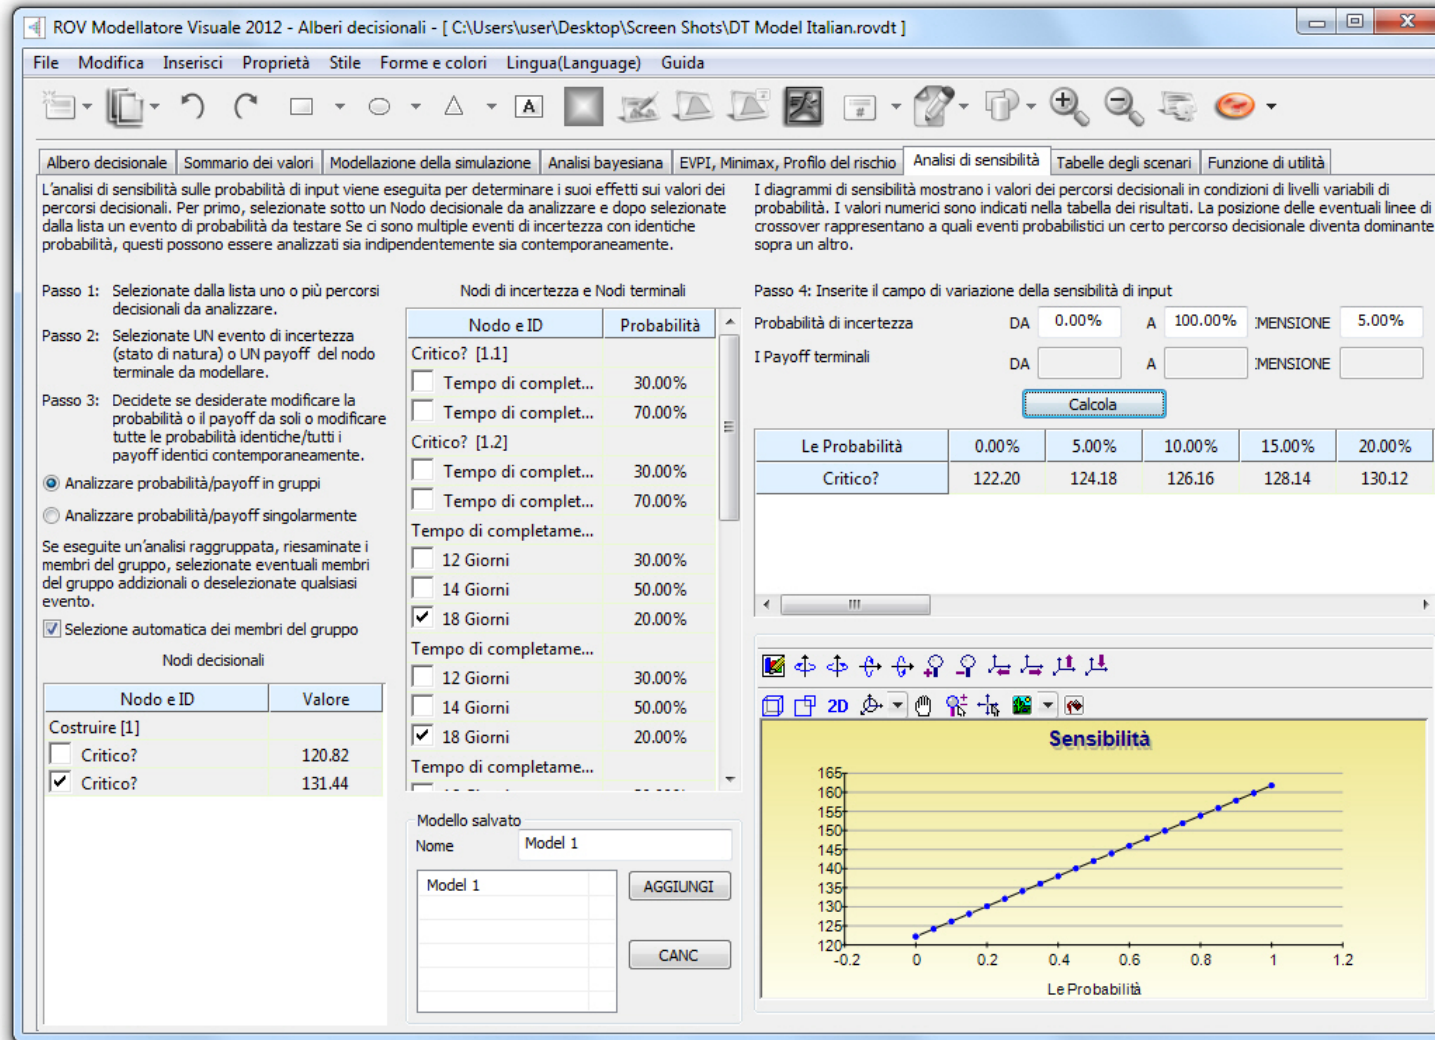 ROV Modellatore Visuale 2012 - Alberi decisionali - [ C:\Users\user\Desktop\Screen Shots\DT Model Italian.rovdt ]
File Modifica Inserisci Proprietà Stile Forme e colori Lingua(Language) Guida
Albero decisionale Sommario dei valori Modellazione della simulazione Analisi bayesiana EVPI, Minimax, Profilo del rischio Analisi di sensibilità Tabelle degli scenari Funzione di utilità
L'analisi di sensibilità sulle probabilità di input viene eseguita per determinare i suoi effetti sui valori dei
percorsi decisionali. Per primo, selezionate sotto un Nodo decisionale da analizzare e dopo selezionate
dalla lista un evento di probabilità da testare Se ci sono multiple eventi di incertezza con identiche
probabilità, questi possono essere analizzati sia indipendentemente sia contemporaneamente.
Passo 1: Selezionate dalla lista uno o più percorsi
decisionali da analizzare.
Passo 2: Selezionate UN evento di incertezza
(stato di natura) o UN payoff del nodo
terminale da modellare.
Passo 3: Decidete se desiderate modificare la
probabilità o il payoff da soli o modificare
tutte le probabilità identiche/tutti i
payoff identici contemporaneamente.
Analizzare probabilità/payoff in gruppi
Analizzare probabilità/payoff singolarmente
Se eseguite un'analisi raggruppata, riesaminate i
membri del gruppo, selezionate eventuali membri
del gruppo addizionali o deselezionate qualsiasi
evento.
Selezione automatica dei membri del gruppo
Nodi decisionali
Nodo e ID Valore
Costruire [1]
Critico? 120.82
Critico? 131.44
Nodi di incertezza e Nodi terminali
Nodo e ID Probabilità
Critico? [1.1]
Tempo di complet... 30.00%
Tempo di complet... 70.00%
Critico? [1.2]
Tempo di complet... 30.00%
Tempo di complet... 70.00%
Tempo di completame...
12 Giorni 30.00%
14 Giorni 50.00%
18 Giorni 20.00%
Tempo di completame...
12 Giorni 30.00%
14 Giorni 50.00%
18 Giorni 20.00%
Tempo di completame...
Modello salvato
Nome Model 1
Model 1
AGGIUNGI
CANC
I diagrammi di sensibilità mostrano i valori dei percorsi decisionali in condizioni di livelli variabili di
probabilità. I valori numerici sono indicati nella tabella dei risultati. La posizione delle eventuali linee di
crossover rappresentano a quali eventi probabilistici un certo percorso decisionale diventa dominante
sopra un altro.
Passo 4: Inserite il campo di variazione della sensibilità di input
Probabilità di incertezza DA 0.00% A 100.00% :MENSIONE 5.00%
I Payoff terminali DA A :MENSIONE
Calcola
Le Probabilità 0.00% 5.00% 10.00% 15.00% 20.00%
Critico? 122.20 124.18 126.16 128.14 130.12
2D
Sensibilità
165
160
155
150
145
140
135
130
125
120
-0.2 0 0.2 0.4 0.6 0.8 1 1.2
Le Probabilità